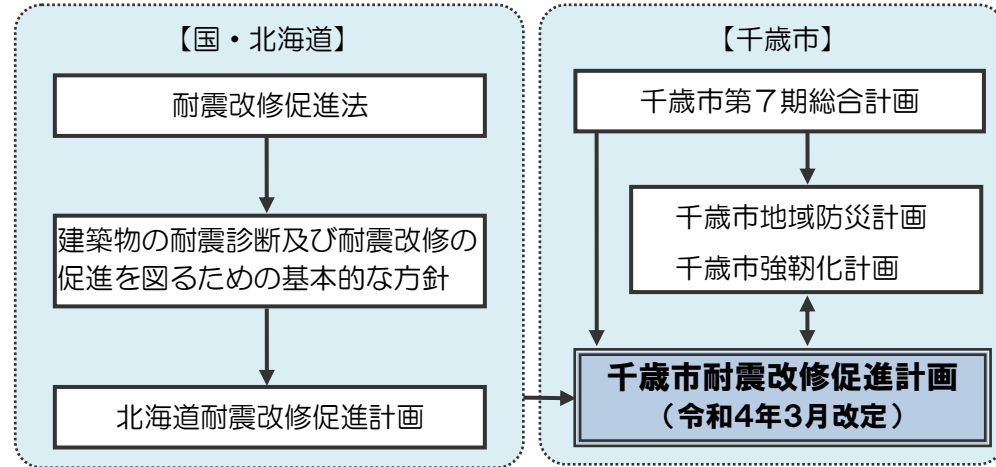 【国・北海道】
耐震改修促進法
建築物の耐震診断及び耐震改修の
促進を図るための基本的な方針
北海道耐震改修促進計画
【千歳市】
千歳市第7期総合計画
千歳市地域防災計画
千歳市強靭化計画
千歳市耐震改修促進計画
（令和4年3月改定）